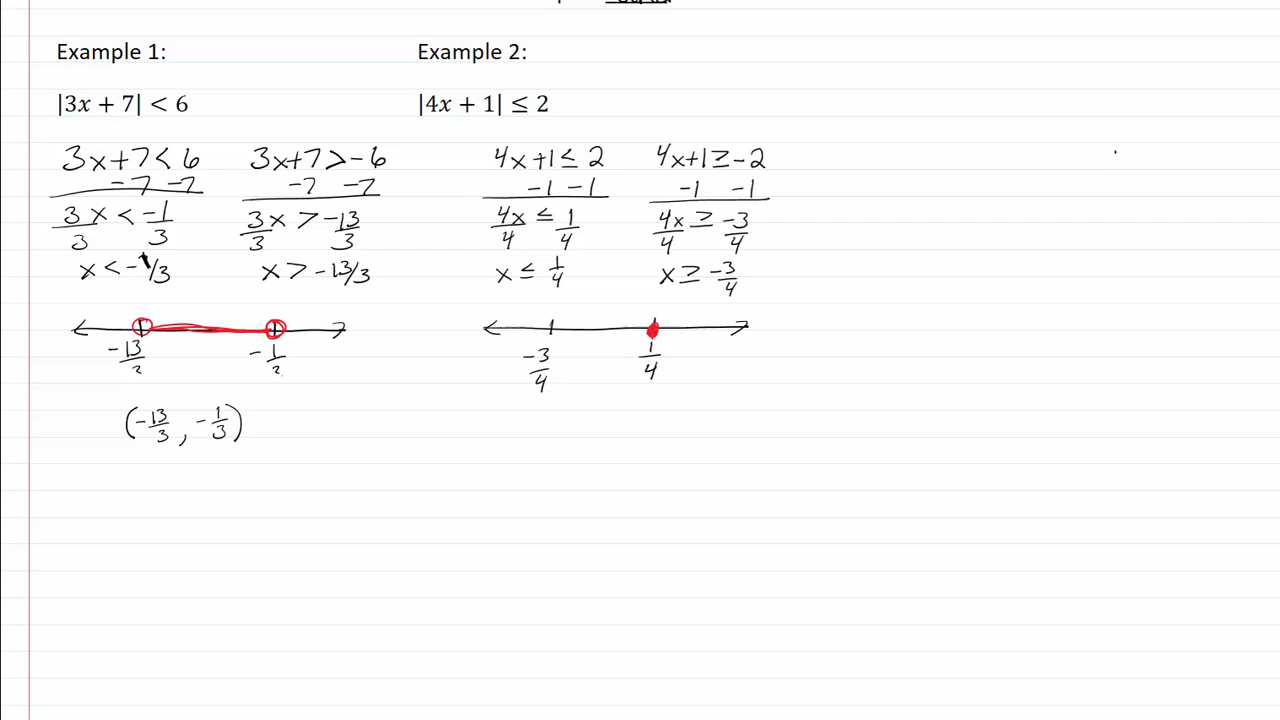 Example 1: Example 2:
|3x + 7| < 6 |4x + 1| ≤ 2
3x+7<6 3x+7>-6 4x+1≤2 4x+1≥-2
-7 -7 -7 -7 -1 -1 -1 -1
3x/3 < -1/3 3x/3 > -13/3 4x/4 ≤ 1/4 4x/4 ≥ -3/4
x<-1/3 x>-13/3 x≤1/4 x≥-3/4
-13/3 -1/3 -3/4 1/4
(-13/3, -1/3)